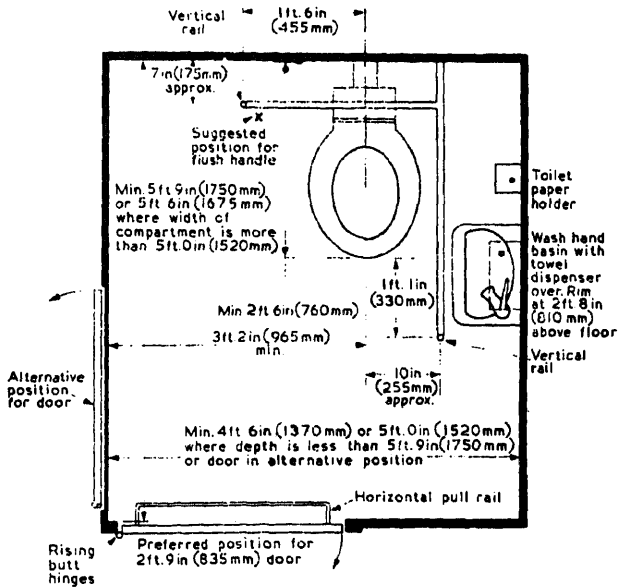 Vertical
rail
1ft.6in
(455mm)
7in(175mm)
approx.
x
Suggested
position for
flush handle
Min.5ft 9in(1750mm)
or 5ft 6in(1675mm)
where width of
compartment is more
than 5ft.0in(1520mm)
Toilet
paper
holder
Wash hand
basin with
towel
dispenser
over. Rim
at 2ft 8in
(810 mm)
above floor
1ft.1in
(330mm)
Min 2ft 6in(760mm)
3ft.2in(965mm)
min.
Vertical
rail
10in
(255mm)
approx.
Alternative
position
for door
Min. 4ft 6in(1370mm) or 5ft.0in(1520mm)
where depth is less than 5ft.9in(1750mm)
or door in alternative position
Horizontal pull rail
Rising
butt
hinges
Preferred position for
2ft.9in (835mm) door